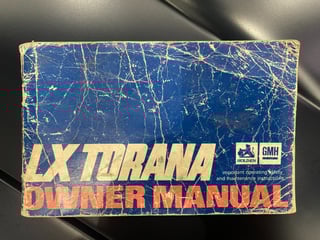 LX TORANA
HOLDEN
GMH
important operating, safety
and maintenance instructions
OWNER MANUAL